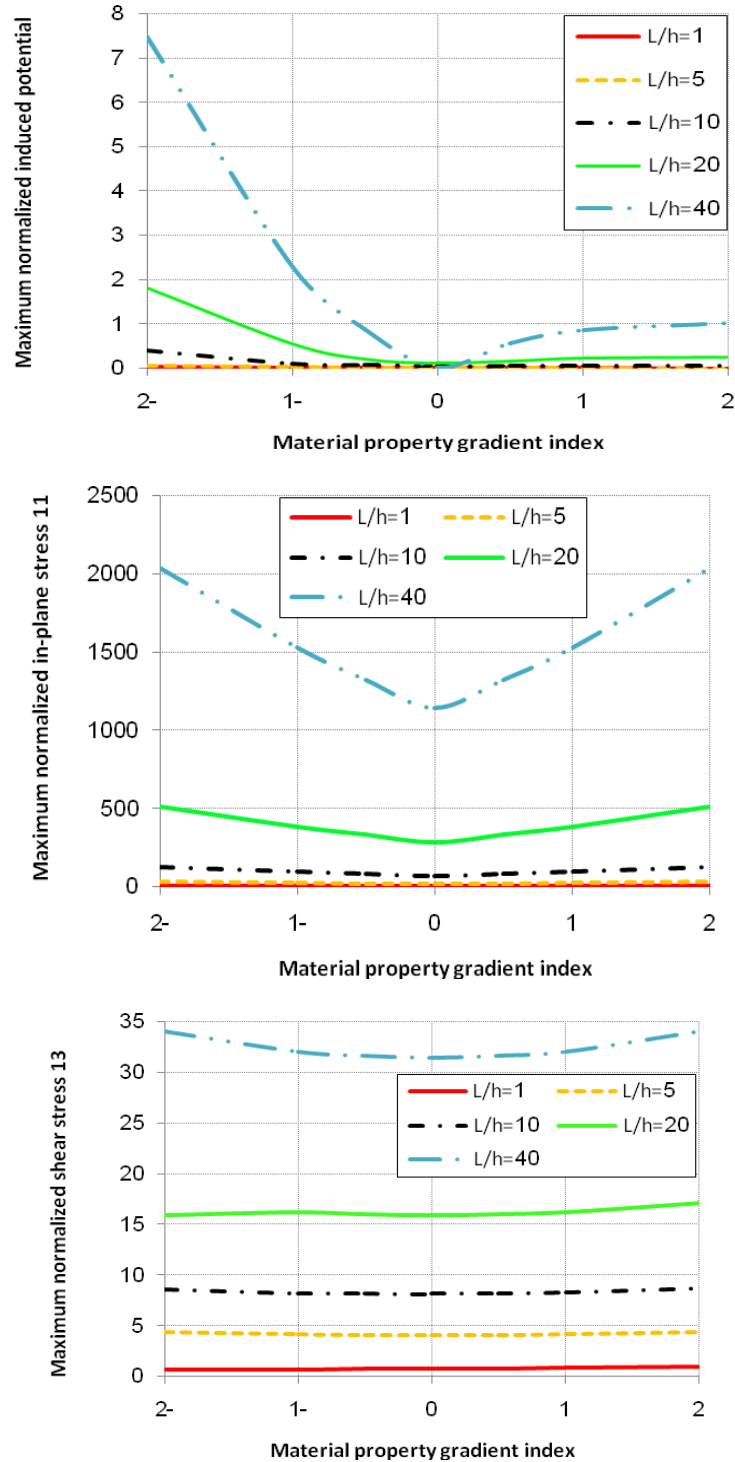 Maximum normalized induced potential
8
7
6
5
4
3
2
1
0
L/h=1
L/h=5
L/h=10
L/h=20
L/h=40
2- 1- 0 1 2
Material property gradient index
Maximum normalized in-plane stress 11
2500
2000
1500
1000
500
0
L/h=1 L/h=5
L/h=10 L/h=20
L/h=40
2- 1- 0 1 2
Material property gradient index
Maximum normalized shear stress 13
35
30
25
20
15
10
5
0
L/h=1 L/h=5
L/h=10 L/h=20
L/h=40
2- 1- 0 1 2
Material property gradient index